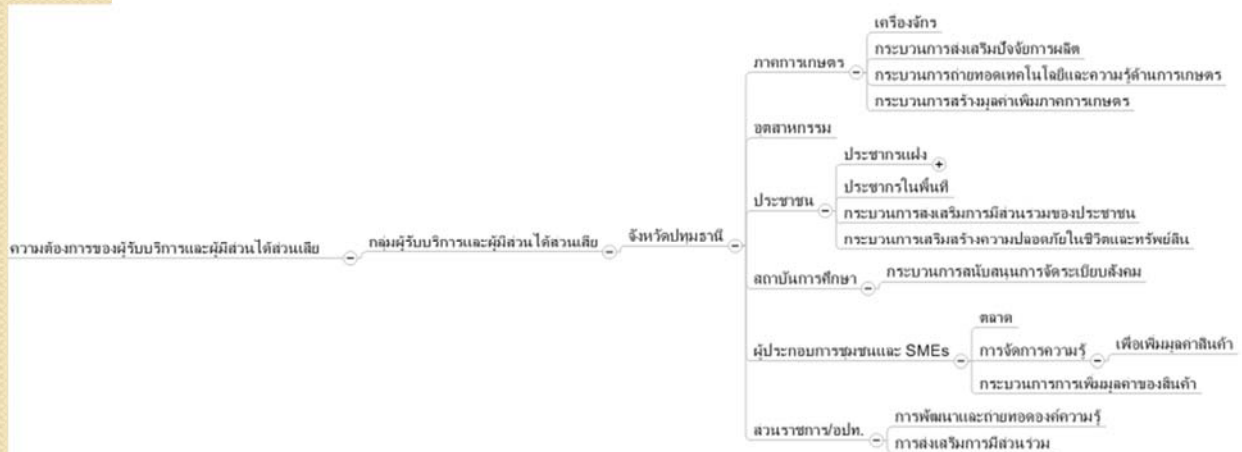 ความต้องการของผู้รับบริการและผู้มีส่วนได้ส่วนเสีย
กลุ่มผู้รับบริการและผู้มีส่วนได้สวนเสีย
จังหวัดปทุมธานี
ภาคการเกษตร
เครื่องจักร
กระบวนการส่งเสริมปัจจัยการผลิต
กระบวนการถ่ายทอดเทคโนโลยีและความรู้ด้านการเกษตร
กระบวนการสร้างมูลค่าเพิ่มภาคการเกษตร
อุตสาหกรรม
ประชาชน
ประชากรแฝง
ประชากรในพื้นที่
กระบวนการสงเสริมการมีส่วนรวมของประชาชน
กระบวนการเสริมสร้างความปลอดภัยในชีวิตและทรัพย์สิน
สถาบันการศึกษา
กระบวนการสนับสนุนการจัดระเบียบสังคม
ผู้ประกอบการชุมชนและ SMEs
ตลาด
การจัดการความรู้
เพื่อเพิ่มมูลคาสินค้า
กระบวนการการเพิ่มมูลคาของสินค้า
สวนราชการ/อปท.
การพัฒนาและถ่ายทอดองค์ความรู้
การส่งเสริมการมีส่วนร่วม